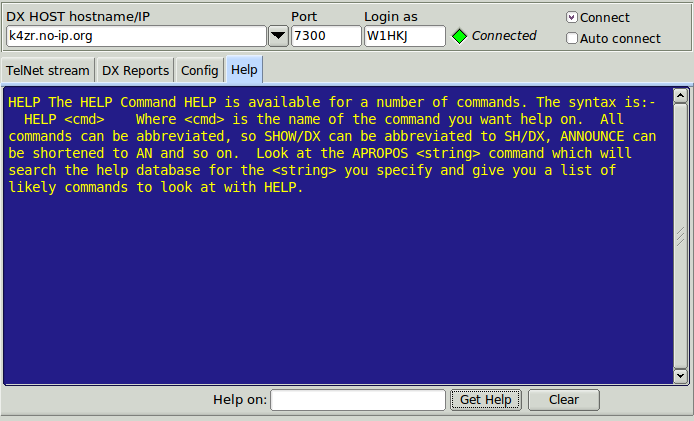 DX HOST hostname/IP Port Login as
k4zr.no-ip.org 7300 W1HKJ Connected
Connect
Auto connect
TelNet stream DX Reports Config Help
HELP The HELP Command HELP is available for a number of commands. The syntax is:-
HELP <cmd> Where <cmd> is the name of the command you want help on. All
commands can be abbreviated, so SHOW/DX can be abbreviated to SH/DX, ANNOUNCE can
be shortened to AN and so on. Look at the APROPOS <string> command which will
search the help database for the <string> you specify and give you a list of
likely commands to look at with HELP.
Help on: Get Help Clear